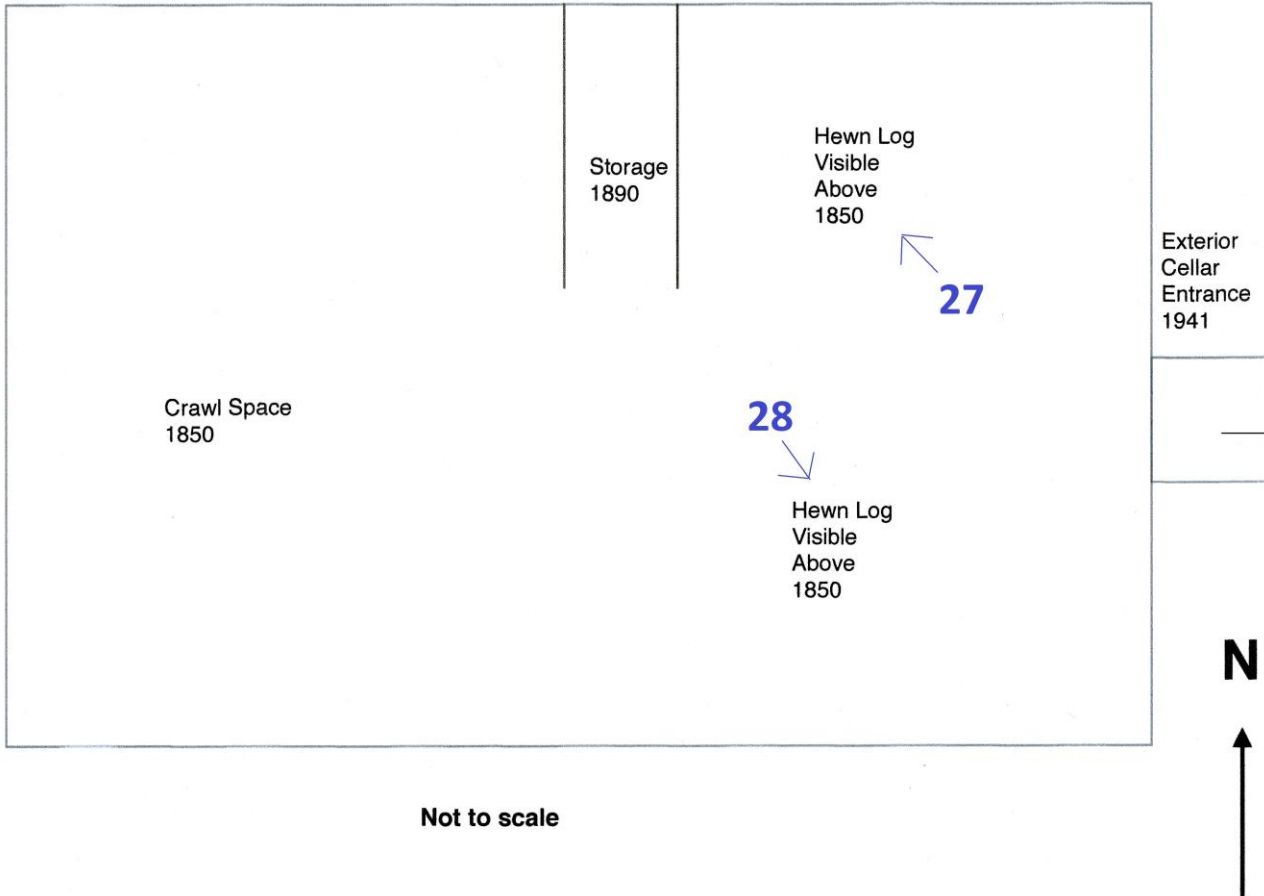 Hewn Log
Visible
Above
1850
Storage
1890
Exterior
Cellar
Entrance
1941
27
Crawl Space
1850
28
Hewn Log
Visible
Above
1850
N
Not to scale